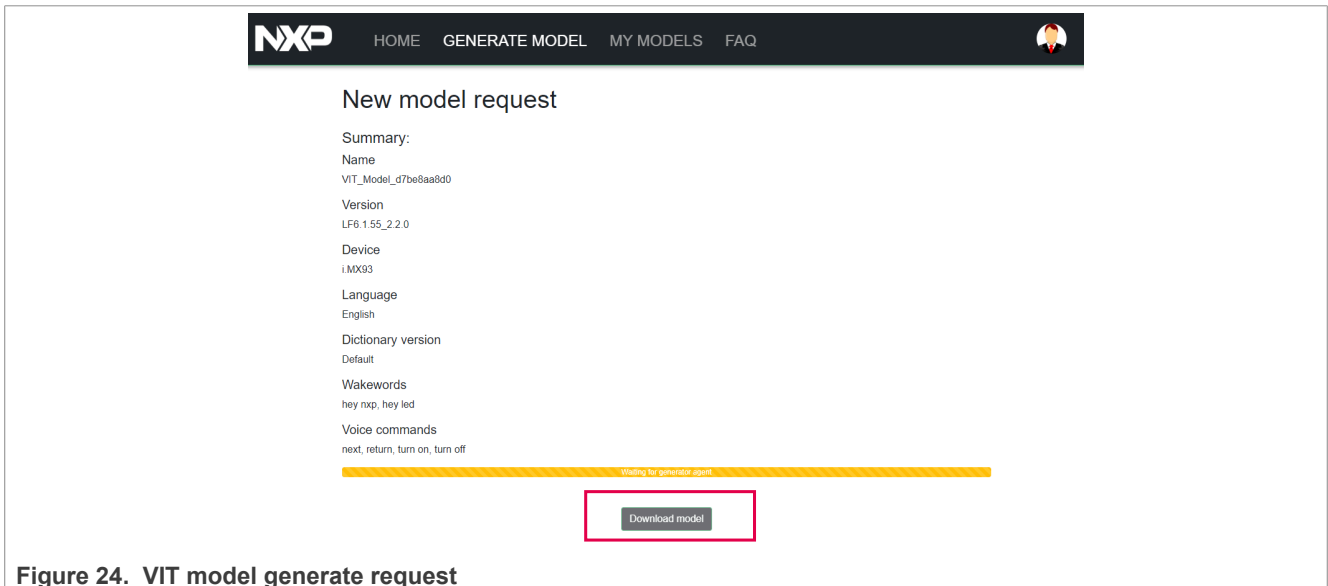 NXP HOME GENERATE MODEL MY MODELS FAQ
New model request
Summary:
Name
VIT_Model_d7be8aa8d0
Version
LF6.1.55_2.2.0
Device
i.MX93
Language
English
Dictionary version
Default
Wakewords
hey nxp, hey led
Voice commands
next, return, turn on, turn off
Waiting for generator agent
Download model
Figure 24. VIT model generate request